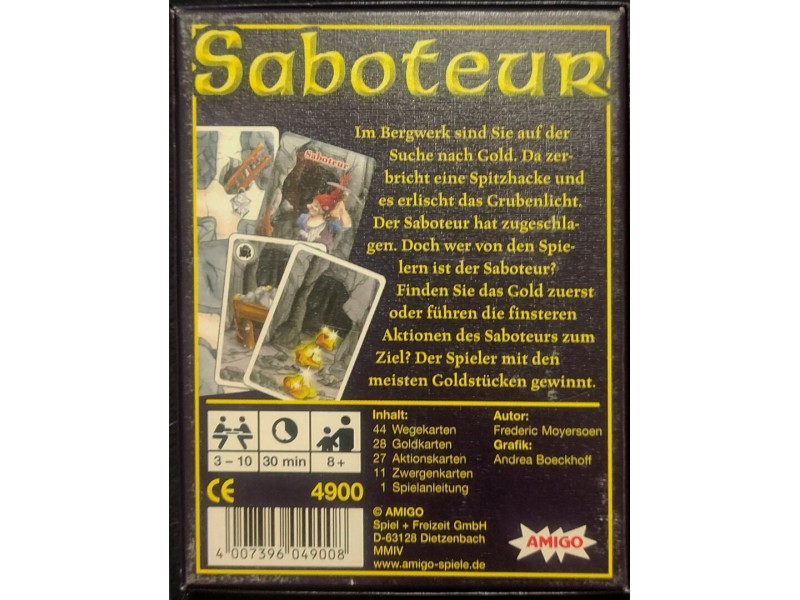 Saboteur
Im Bergwerk sind Sie auf der
Suche nach Gold. Da zer-
bricht eine Spitzhacke und
es erlischt das Grubenlicht.
Der Saboteur hat zugeschla-
gen. Doch wer von den Spie-
lern ist der Saboteur?
Finden Sie das Gold zuerst
oder führen die finsteren
Aktionen des Saboteurs zum
Ziel? Der Spieler mit den
meisten Goldstücken gewinnt.
Saboteur
3 – 10
30 min
8+
CE
4900
4 007396 049008
Inhalt:
44 Wegekarten
28 Goldkarten
27 Aktionskarten
11 Zwergenkarten
1 Spielanleitung
Autor:
Frederic Moyersoen
Grafik:
Andrea Boeckhoff
© AMIGO
Spiel + Freizeit GmbH
D-63128 Dietzenbach
MMIV
www.amigo-spiele.de
AMIGO